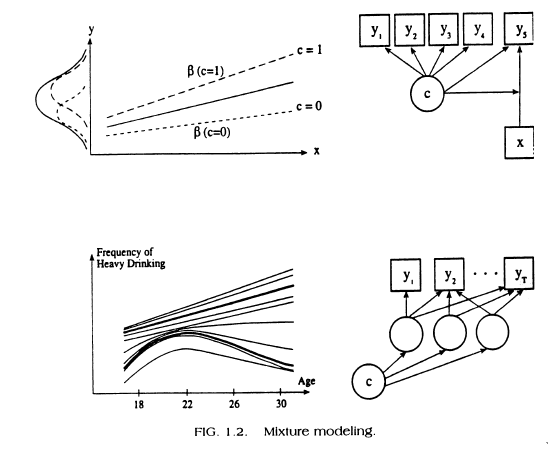 y
c = 1
β (c=1)
c = 0
β (c=0)
x
y₁ y₂ y₃ y₄ y₅
c
x
Frequency of
Heavy Drinking
Age
18 22 26 30
y₁ y₂ · · · y_T
c
FIG. 1.2. Mixture modeling.